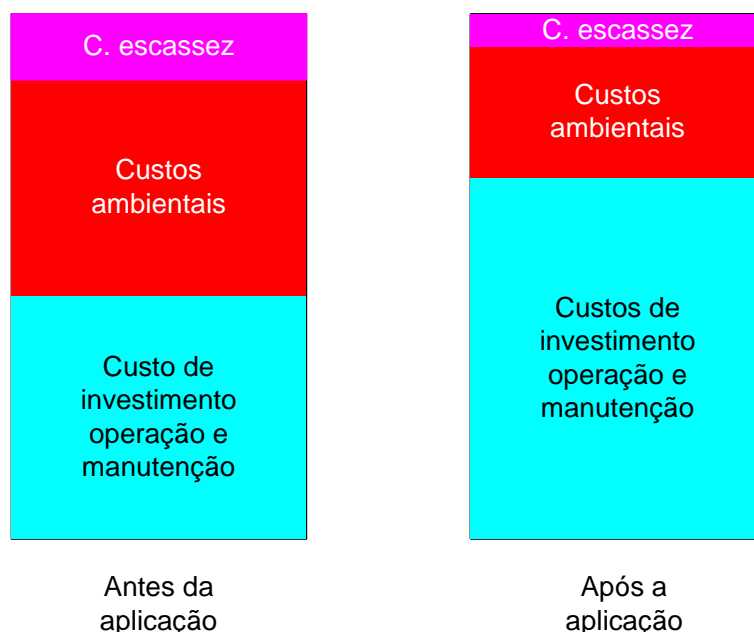 C. escassez
Custos
ambientais
Custo de
investimento
operação e
manutenção
Antes da
aplicação
C. escassez
Custos
ambientais
Custos de
investimento
operação e
manutenção
Após a
aplicação